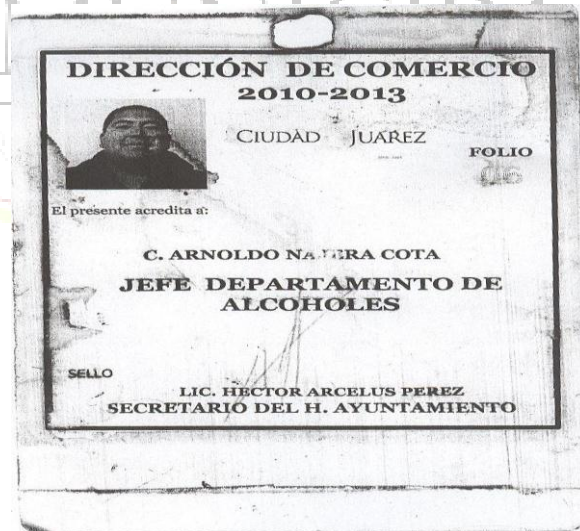 DIRECCIÓN DE COMERCIO
2010-2013
CIUDAD JUAREZ
FOLIO
El presente acredita a:
C. ARNOLDO COTA
JEFE DEPARTAMENTO DE
ALCOHOLES
SELLO
LIC. HECTOR ARCELUS PEREZ
SECRETARIO DEL H. AYUNTAMIENTO